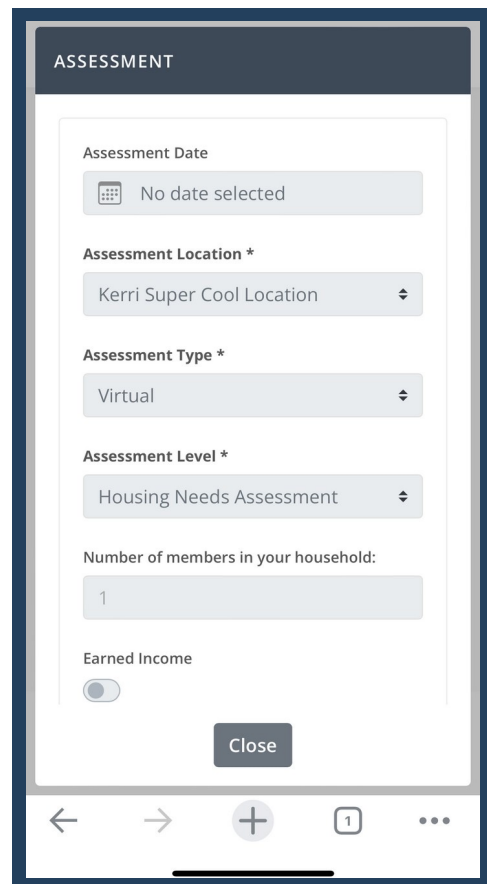 ASSESSMENT
Assessment Date
No date selected
Assessment Location *
Kerri Super Cool Location
Assessment Type *
Virtual
Assessment Level *
Housing Needs Assessment
Number of members in your household:
1
Earned Income
Close
1